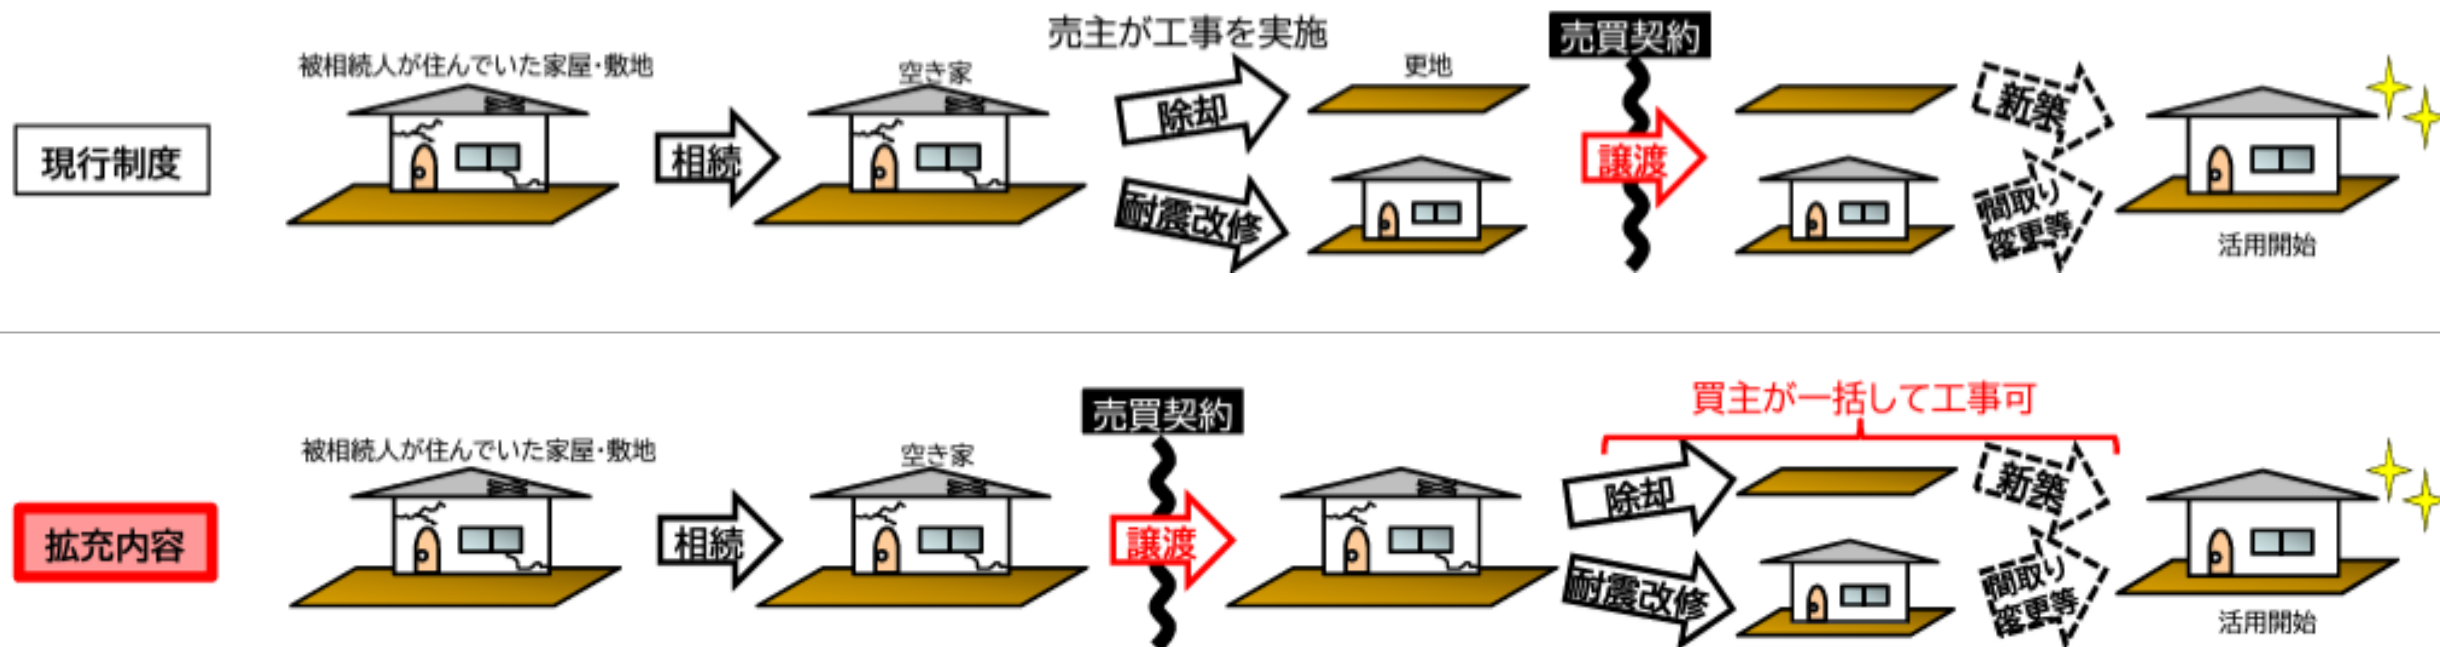 売主が工事を実施
売買契約
被相続人が住んでいた家屋・敷地
空き家
更地
現行制度
相続
除却
耐震改修
譲渡
新築
間取り
変更等
活用開始
買主が一括して工事可
売買契約
被相続人が住んでいた家屋・敷地
空き家
拡充内容
相続
譲渡
除却
耐震改修
新築
間取り
変更等
活用開始